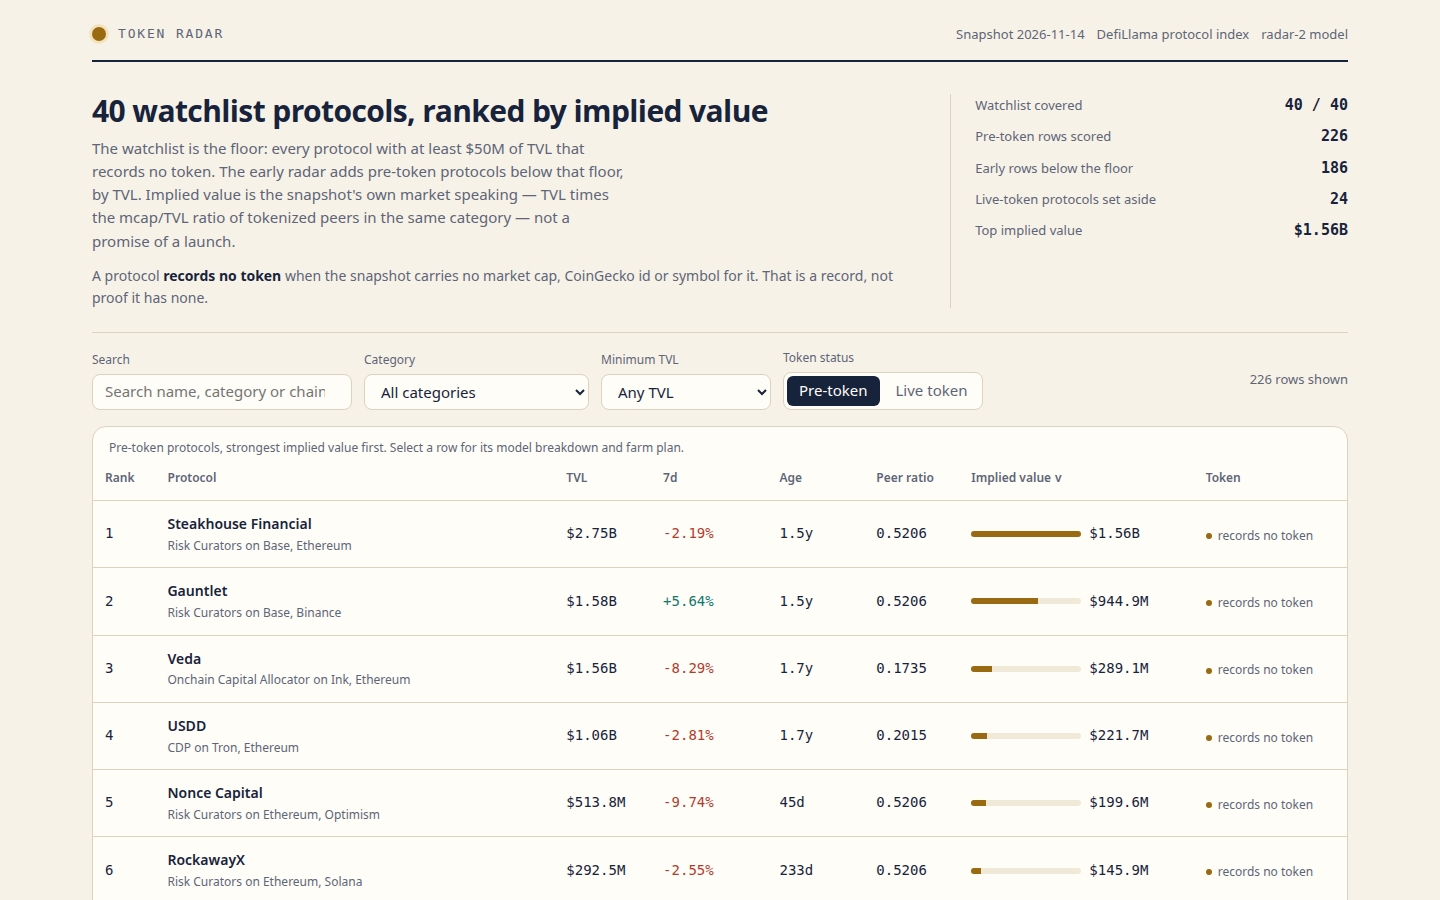 TOKEN RADAR
Snapshot 2026-11-14 DefiLlama protocol index radar-2 model
40 watchlist protocols, ranked by implied value
The watchlist is the floor: every protocol with at least $50M of TVL that
records no token. The early radar adds pre-token protocols below that floor,
by TVL. Implied value is the snapshot's own market speaking — TVL times
the mcap/TVL ratio of tokenized peers in the same category — not a
promise of a launch.
A protocol records no token when the snapshot carries no market cap, CoinGecko id or symbol for it. That is a record, not
proof it has none.
Watchlist covered 40 / 40
Pre-token rows scored 226
Early rows below the floor 186
Live-token protocols set aside 24
Top implied value $1.56B
Search Category Minimum TVL Token status
Search name, category or chain All categories Any TVL Pre-token Live token 226 rows shown
Pre-token protocols, strongest implied value first. Select a row for its model breakdown and farm plan.
Rank Protocol TVL 7d Age Peer ratio Implied value v Token
1 Steakhouse Financial $2.75B -2.19% 1.5y 0.5206 $1.56B records no token
Risk Curators on Base, Ethereum
2 Gauntlet $1.58B +5.64% 1.5y 0.5206 $944.9M records no token
Risk Curators on Base, Binance
3 Veda $1.56B -8.29% 1.7y 0.1735 $289.1M records no token
Onchain Capital Allocator on Ink, Ethereum
4 USDD $1.06B -2.81% 1.7y 0.2015 $221.7M records no token
CDP on Tron, Ethereum
5 Nonce Capital $513.8M -9.74% 45d 0.5206 $199.6M records no token
Risk Curators on Ethereum, Optimism
6 RockawayX $292.5M -2.55% 233d 0.5206 $145.9M records no token
Risk Curators on Ethereum, Solana